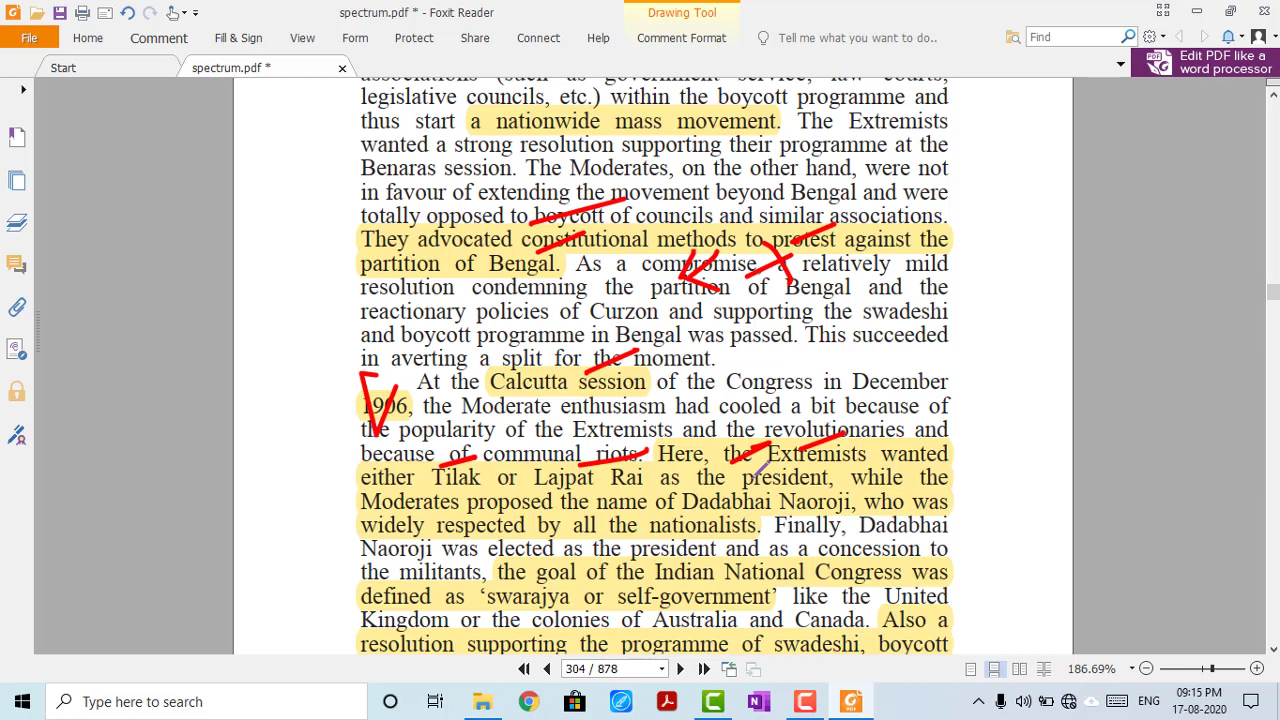 spectrum.pdf * - Foxit Reader
Drawing Tool
File
Home
Comment
Fill & Sign
View
Form
Protect
Share
Connect
Help
Comment Format
Tell me what you want to do..
Find
Start
spectrum.pdf *
Edit PDF like a
word processor
associations (such as government service, law courts,
legislative councils, etc.) within the boycott programme and
thus start a nationwide mass movement. The Extremists
wanted a strong resolution supporting their programme at the
Benaras session. The Moderates, on the other hand, were not
in favour of extending the movement beyond Bengal and were
totally opposed to boycott of councils and similar associations.
They advocated constitutional methods to protest against the
partition of Bengal. As a compromise a relatively mild
resolution condemning the partition of Bengal and the
reactionary policies of Curzon and supporting the swadeshi
and boycott programme in Bengal was passed. This succeeded
in averting a split for the moment.
At the Calcutta session of the Congress in December
1906, the Moderate enthusiasm had cooled a bit because of
the popularity of the Extremists and the revolutionaries and
because of communal riots. Here, the Extremists wanted
either Tilak or Lajpat Rai as the president, while the
Moderates proposed the name of Dadabhai Naoroji, who was
widely respected by all the nationalists. Finally, Dadabhai
Naoroji was elected as the president and as a concession to
the militants, the goal of the Indian National Congress was
defined as ‘swarajya or self-government’ like the United
Kingdom or the colonies of Australia and Canada. Also a
resolution supporting the programme of swadeshi, boycott
304 / 878
186.69%
Type here to search
ENG
09:15 PM
17-08-2020